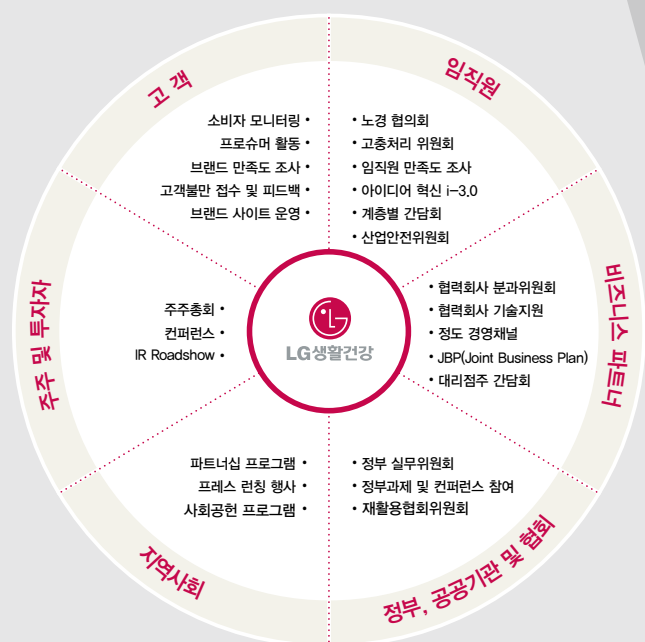 고객
소비자 모니터링 •
프로슈머 활동 •
브랜드 만족도 조사 •
고객불만 접수 및 피드백 •
브랜드 사이트 운영 •
임직원
• 노경 협의회
• 고충처리 위원회
• 임직원 만족도 조사
• 아이디어 혁신 i-3.0
• 계층별 간담회
• 산업안전위원회
주주 및 투자자
주주총회 •
컨퍼런스 •
IR Roadshow •
LG생활건강
비즈니스 파트너
• 협력회사 분과위원회
• 협력회사 기술지원
• 정도 경영채널
• JBP(Joint Business Plan)
• 대리점주 간담회
지역사회
파트너십 프로그램 •
프레스 런칭 행사 •
사회공헌 프로그램 •
정부, 공공기관 및 협회
• 정부 실무위원회
• 정부과제 및 컨퍼런스 참여
• 재활용협회위원회